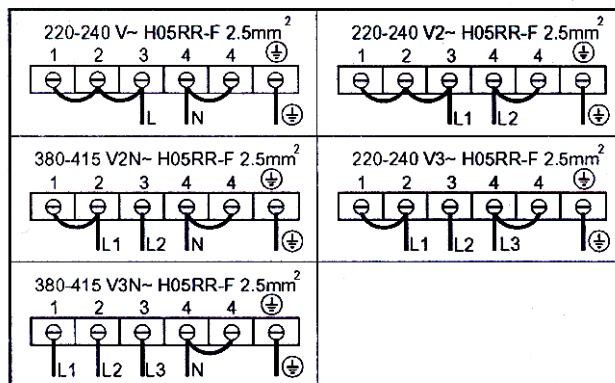 220-240 V~ H05RR-F 2.5mm²
1 2 3 4 4
L N
220-240 V2~ H05RR-F 2.5mm²
1 2 3 4 4
L1 L2
380-415 V2N~ H05RR-F 2.5mm²
1 2 3 4 4
L1 L2 N
220-240 V3~ H05RR-F 2.5mm²
1 2 3 4 4
L1 L2 L3
380-415 V3N~ H05RR-F 2.5mm²
1 2 3 4 4
L1 L2 L3 N